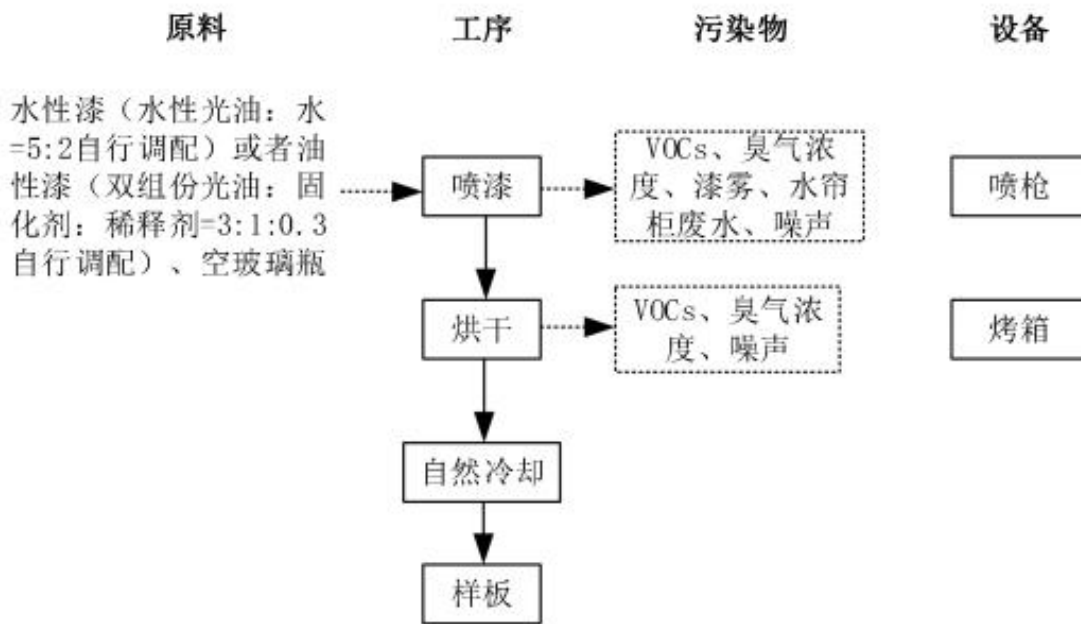 原料 工序 污染物 设备
水性漆（水性光油：水
=5:2自行调配）或者油
性漆（双组份光油：固
化剂：稀释剂=3:1:0.3
自行调配）、空玻璃瓶
喷漆
VOCs、臭气浓
度、漆雾、水帘
柜废水、噪声
喷枪
烘干
VOCs、臭气浓
度、噪声
烤箱
自然冷却
样板